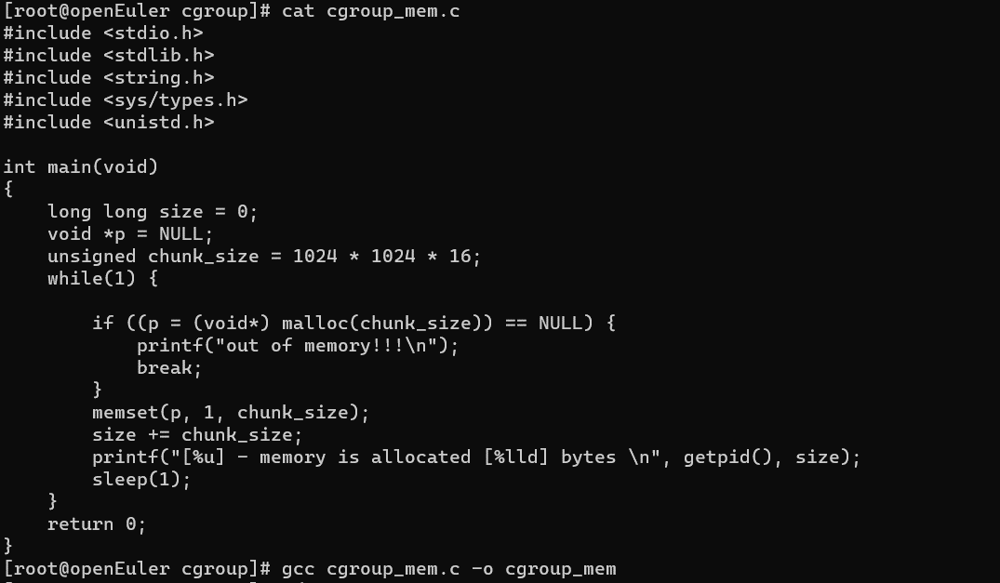 [root@openEuler cgroup]# cat cgroup_mem.c
#include <stdio.h>
#include <stdlib.h>
#include <string.h>
#include <sys/types.h>
#include <unistd.h>

int main(void)
{
    long long size = 0;
    void *p = NULL;
    unsigned chunk_size = 1024 * 1024 * 16;
    while(1) {

        if ((p = (void*) malloc(chunk_size)) == NULL) {
            printf("out of memory!!!\n");
            break;
        }
        memset(p, 1, chunk_size);
        size += chunk_size;
        printf("[%u] - memory is allocated [%lld] bytes \n", getpid(), size);
        sleep(1);
    }
    return 0;
}
[root@openEuler cgroup]# gcc cgroup_mem.c -o cgroup_mem